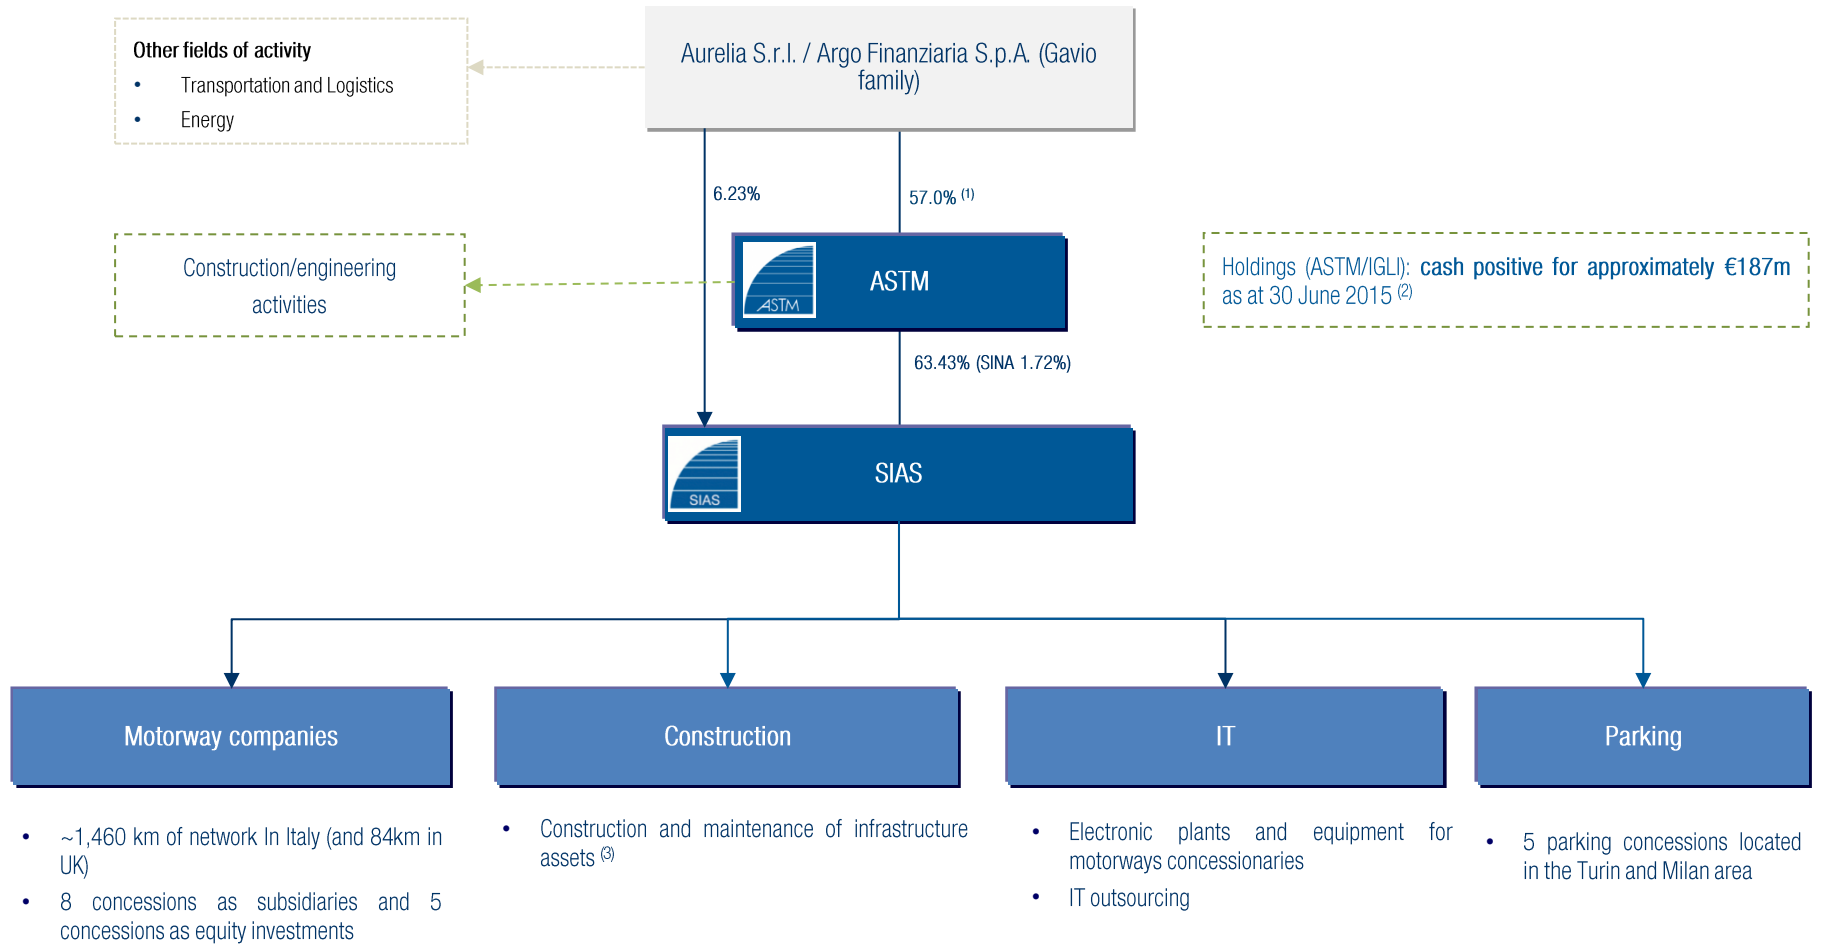 Other fields of activity
• Transportation and Logistics
• Energy
Aurelia S.r.l. / Argo Finanziaria S.p.A. (Gavio
family)
6.23%
57.0% (1)
Construction/engineering
activities
ASTM
ASTM
Holdings (ASTM/IGLI): cash positive for approximately €187m
as at 30 June 2015 (2)
63.43% (SINA 1.72%)
SIAS
SIAS
Motorway companies
Construction
IT
Parking
• ~1,460 km of network In Italy (and 84km in
UK)
• 8 concessions as subsidiaries and 5
concessions as equity investments
• Construction and maintenance of infrastructure
assets (3)
• Electronic plants and equipment for
motorways concessionaries
• IT outsourcing
• 5 parking concessions located
in the Turin and Milan area